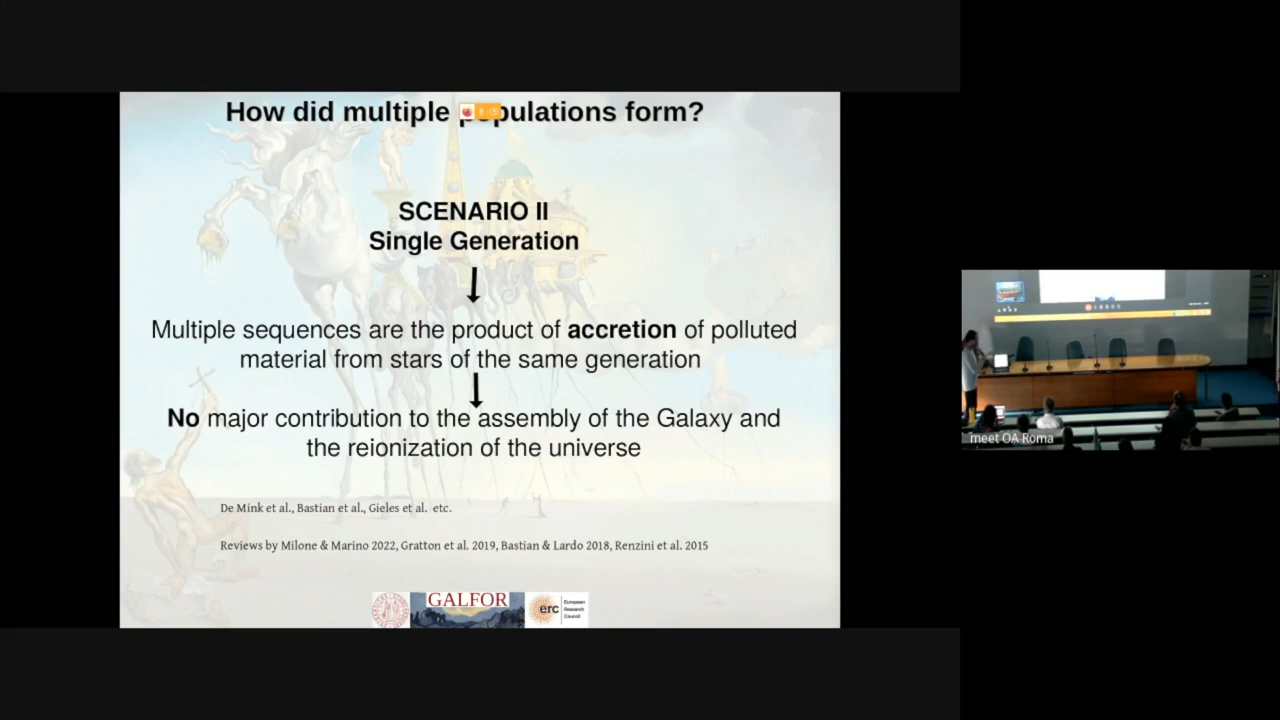 How did multiple populations form?
SCENARIO II
Single Generation
Multiple sequences are the product of accretion of polluted
material from stars of the same generation
No major contribution to the assembly of the Galaxy and
the reionization of the universe
De Mink et al., Bastian et al., Gieles et al. etc.
Reviews by Milone & Marino 2022, Gratton et al. 2019, Bastian & Lardo 2018, Renzini et al. 2015
GALFOR
erc
European
Research
Council
meet OA Roma